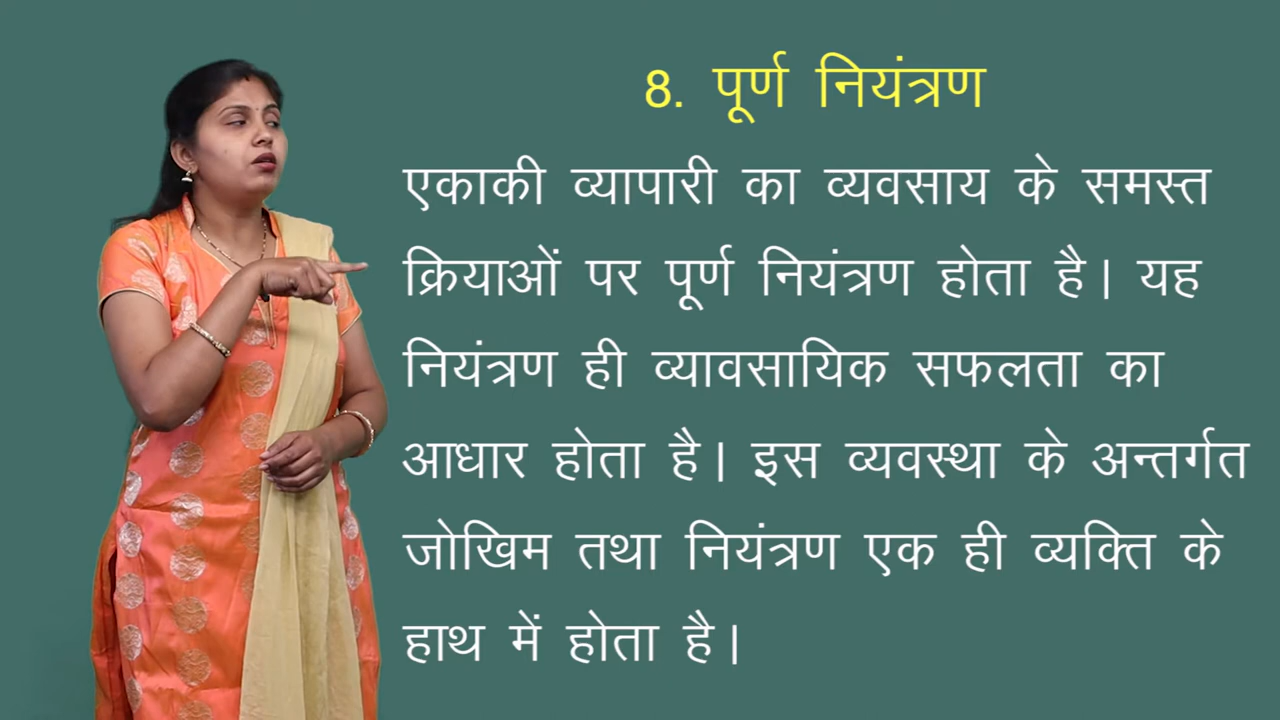 8. पूर्ण नियंत्रण
एकाकी व्यापारी का व्यवसाय के समस्त
क्रियाओं पर पूर्ण नियंत्रण होता है। यह
नियंत्रण ही व्यावसायिक सफलता का
आधार होता है। इस व्यवस्था के अन्तर्गत
जोखिम तथा नियंत्रण एक ही व्यक्ति के
हाथ में होता है।